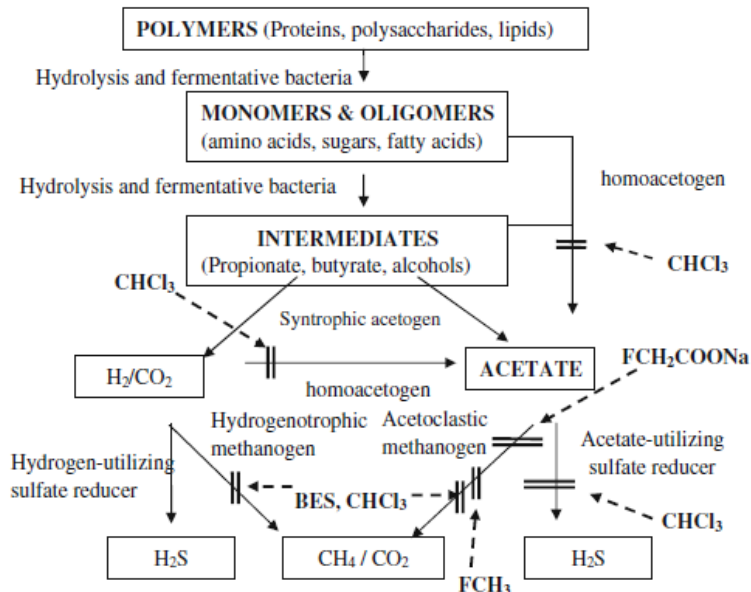 POLYMERS (Proteins, polysaccharides, lipids)
Hydrolysis and fermentative bacteria
MONOMERS & OLIGOMERS
(amino acids, sugars, fatty acids)
homoacetogen
Hydrolysis and fermentative bacteria
INTERMEDIATES
(Propionate, butyrate, alcohols)
CHCl₃
CHCl₃
Syntrophic acetogen
H₂/CO₂
ACETATE
FCH₂COONa
homoacetogen
Hydrogenotrophic
methanogen
Acetoclastic
methanogen
Hydrogen-utilizing
sulfate reducer
Acetate-utilizing
sulfate reducer
BES, CHCl₃
CHCl₃
H₂S
CH₄ / CO₂
H₂S
FCH₃